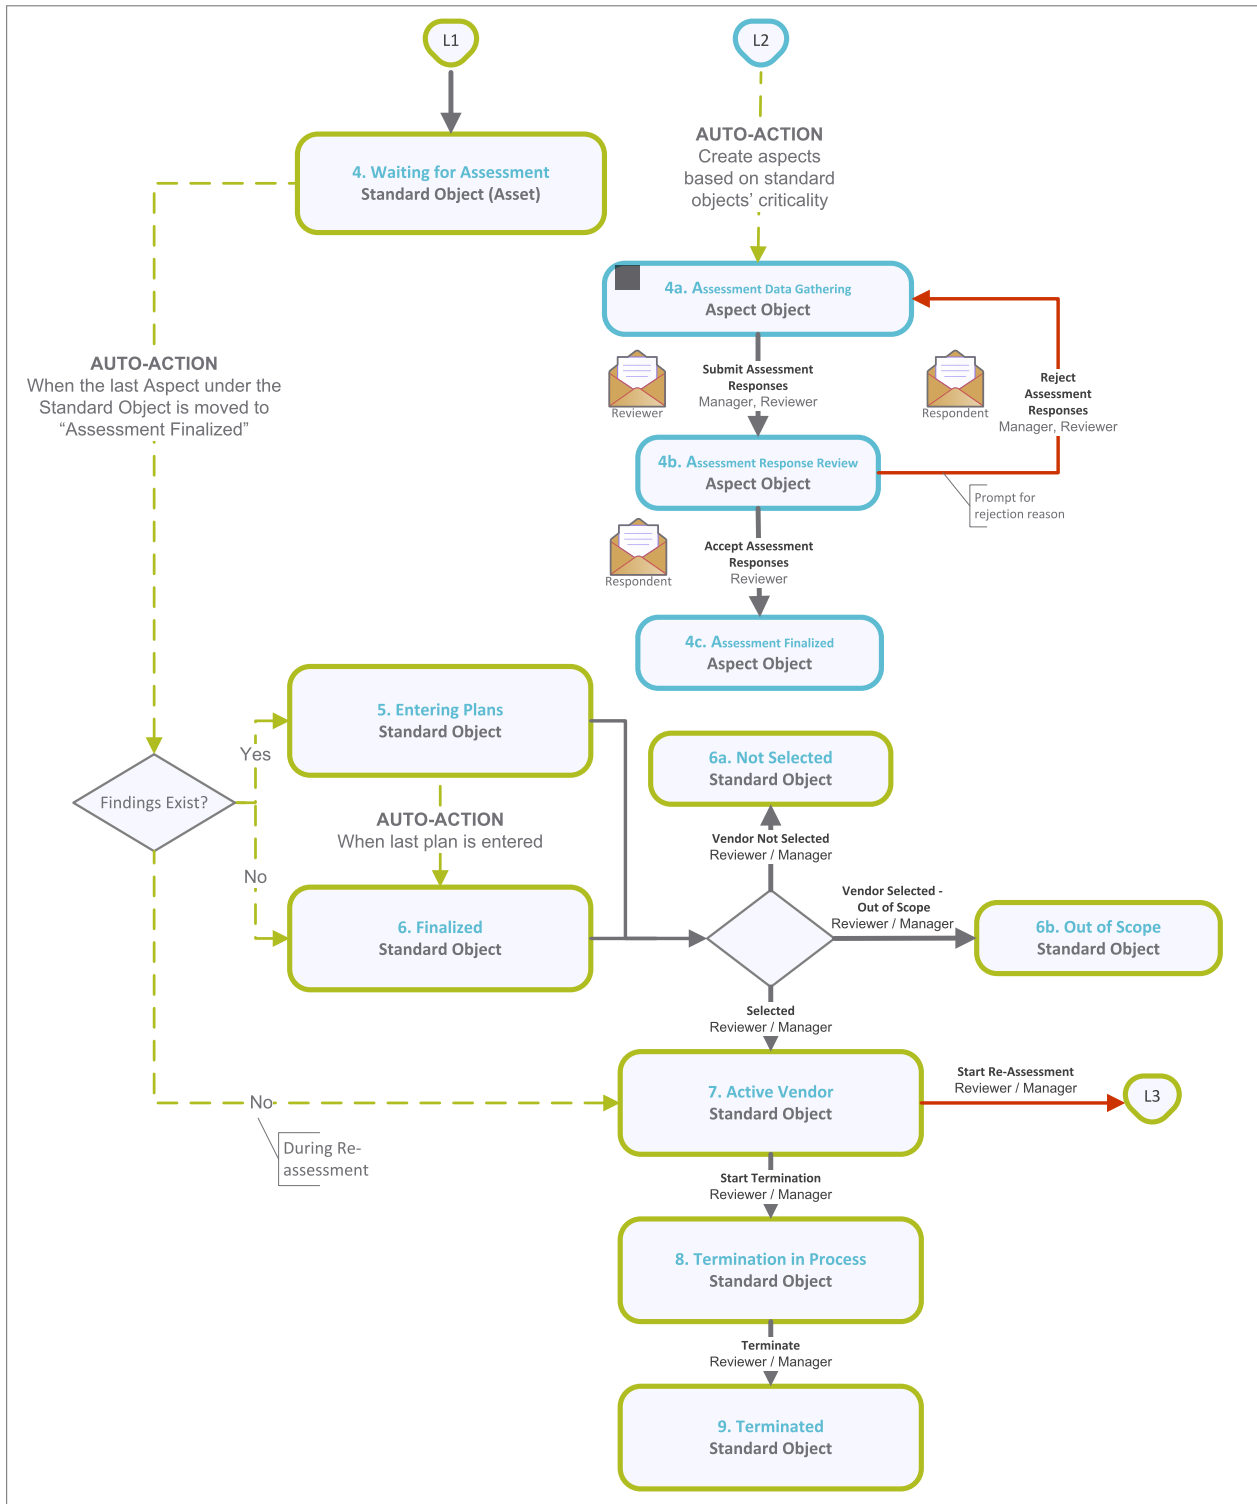 L1
L2
4. Waiting for Assessment
Standard Object (Asset)
AUTO-ACTION
Create aspects
based on standard
objects’ criticality
4a. Assessment Data Gathering
Aspect Object
AUTO-ACTION
When the last Aspect under the
Standard Object is moved to
“Assessment Finalized”
Reviewer
Submit Assessment
Responses
Manager, Reviewer
Respondent
Reject
Assessment
Responses
Manager, Reviewer
4b. Assessment Response Review
Aspect Object
Prompt for
rejection reason
Respondent
Accept Assessment
Responses
Reviewer
4c. Assessment Finalized
Aspect Object
5. Entering Plans
Standard Object
Yes
Findings Exist?
No
AUTO-ACTION
When last plan is entered
6. Finalized
Standard Object
6a. Not Selected
Standard Object
Vendor Not Selected
Reviewer / Manager
Vendor Selected -
Out of Scope
Reviewer / Manager
6b. Out of Scope
Standard Object
Selected
Reviewer / Manager
7. Active Vendor
Standard Object
Start Re-Assessment
Reviewer / Manager
L3
No
During Re-
assessment
Start Termination
Reviewer / Manager
8. Termination in Process
Standard Object
Terminate
Reviewer / Manager
9. Terminated
Standard Object